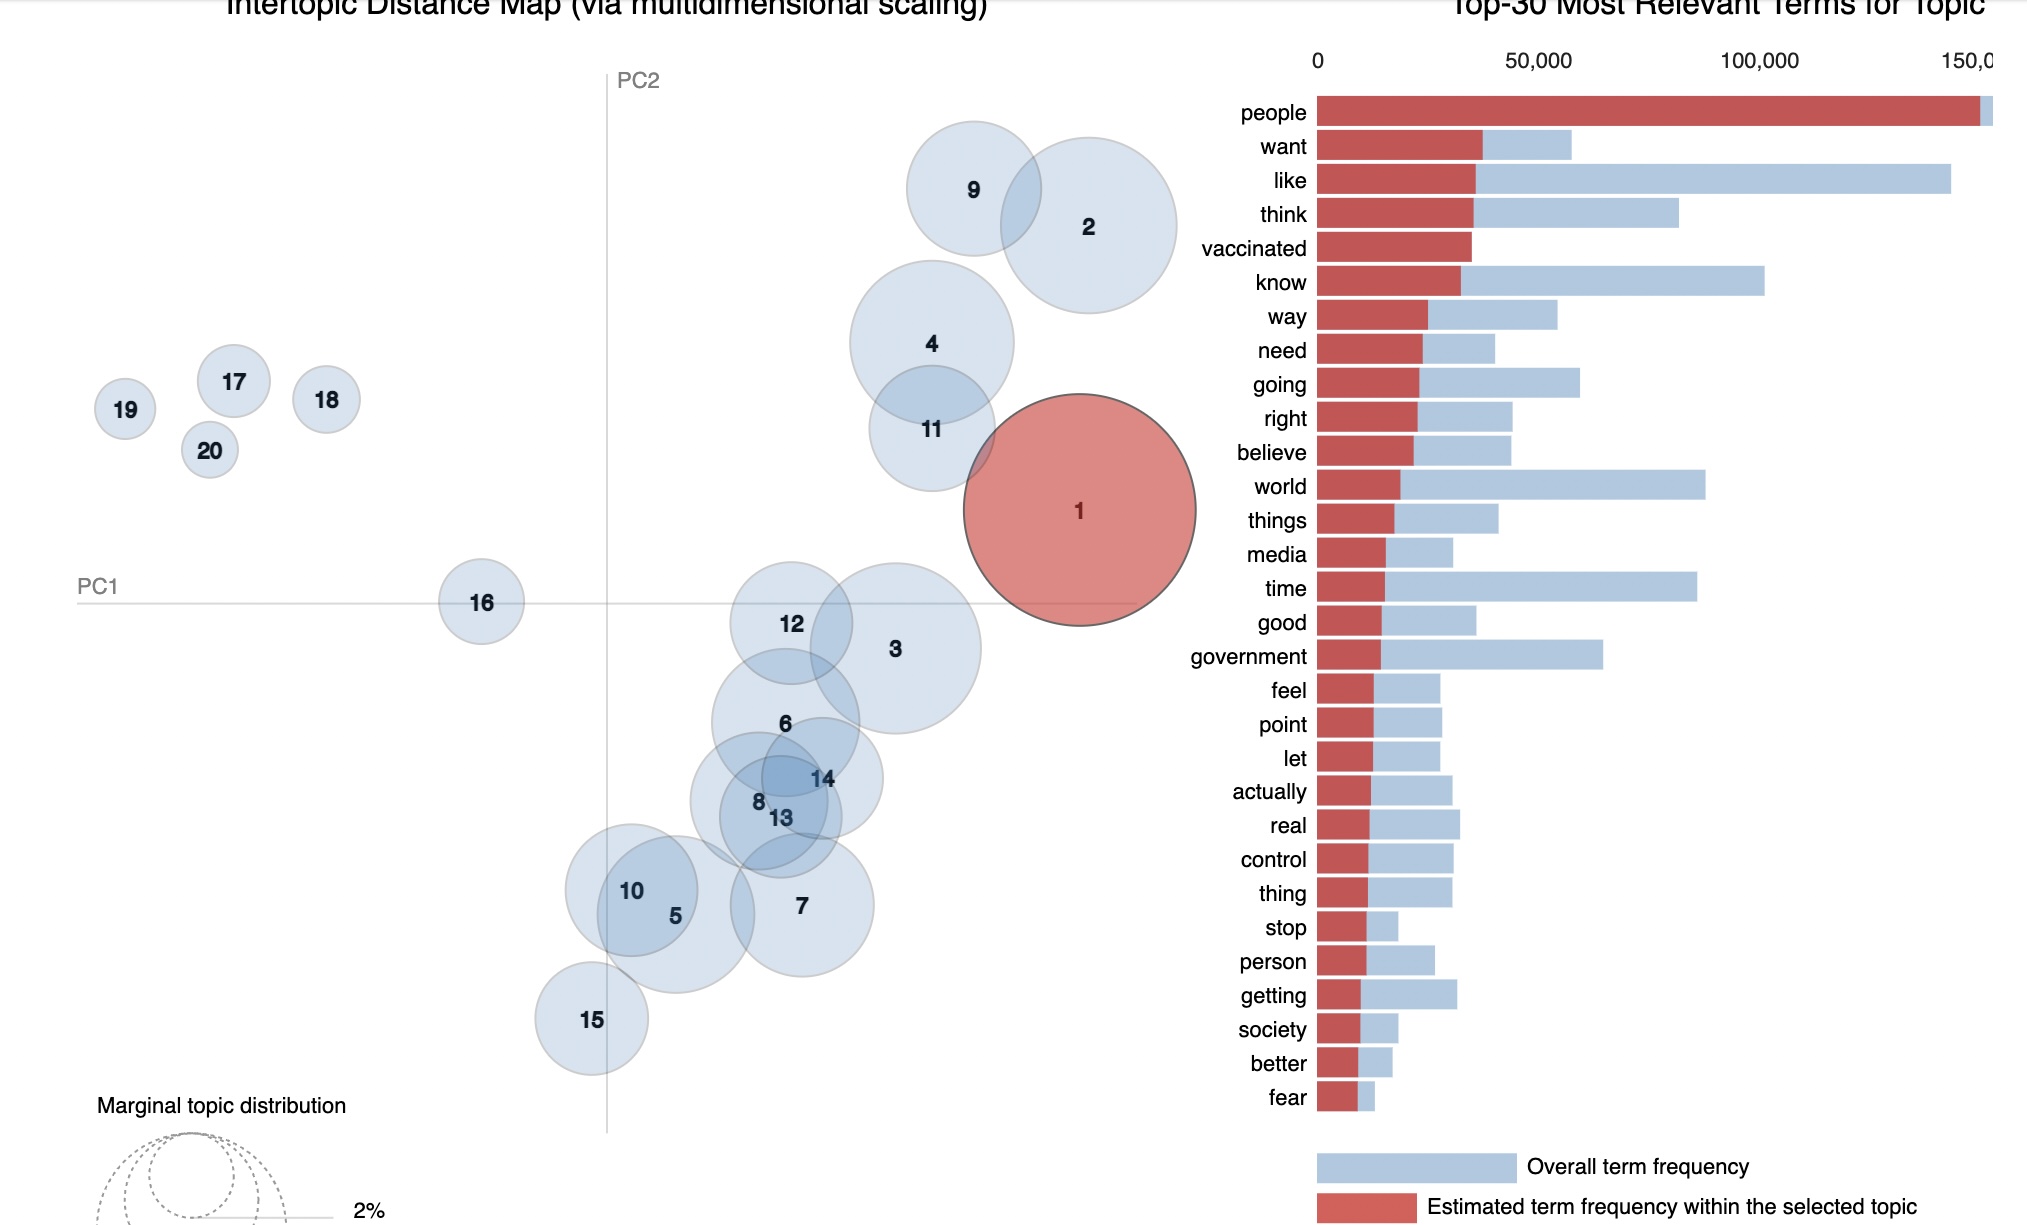 Intertopic Distance Map (via multidimensional scaling)
PC2
PC1
9
2
4
11
1
19
17
18
20
16
12
3
6
14
8
13
10
5
7
15
Marginal topic distribution
2%
Top-30 Most Relevant Terms for Topic
0 50,000 100,000 150,0
people
want
like
think
vaccinated
know
way
need
going
right
believe
world
things
media
time
good
government
feel
point
let
actually
real
control
thing
stop
person
getting
society
better
fear
Overall term frequency
Estimated term frequency within the selected topic